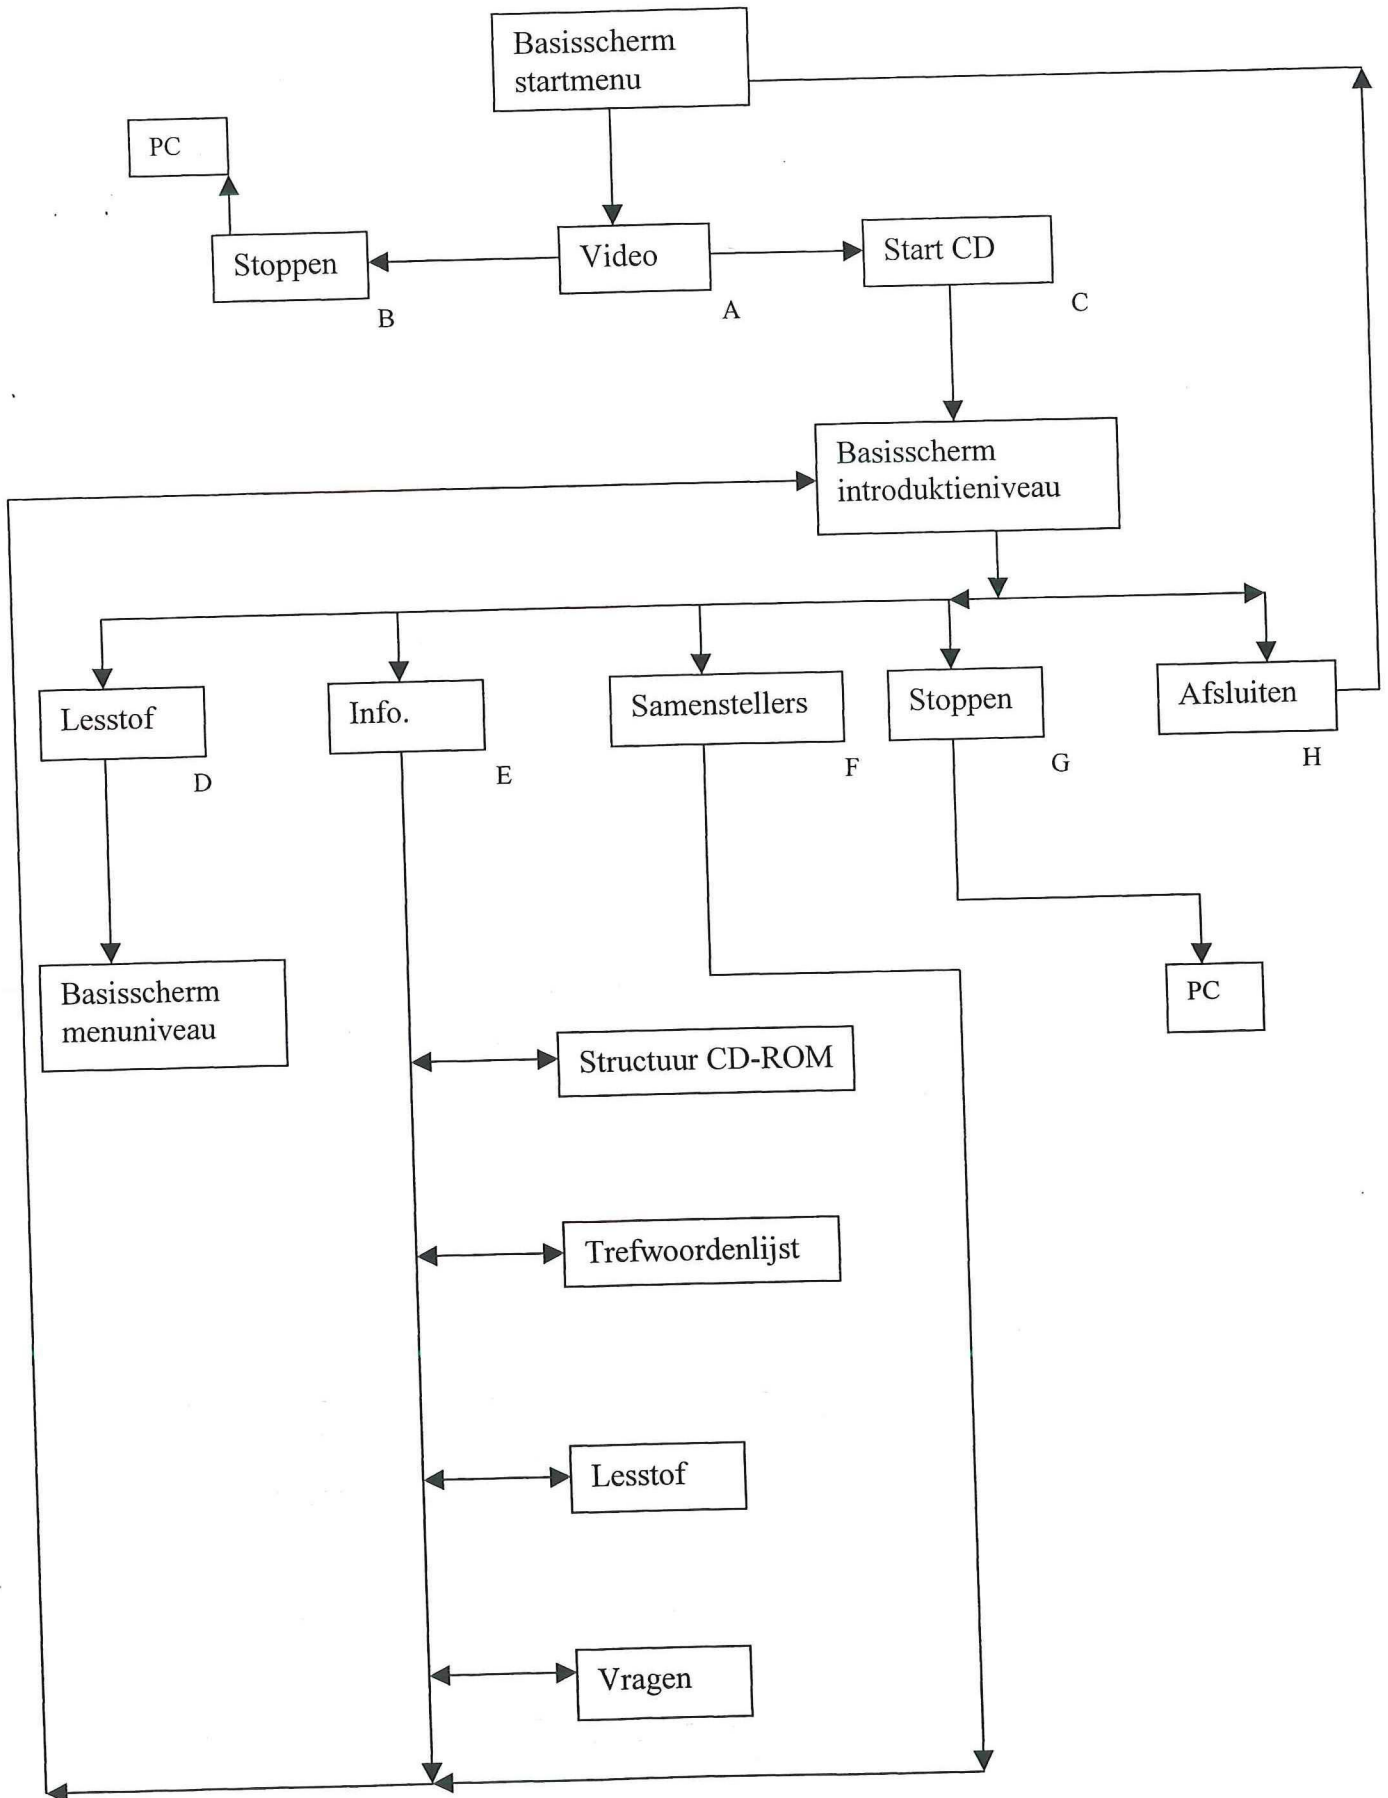 Basisscherm
startmenu
PC
Stoppen
Video
Start CD
B
A
C
Basisscherm
introduktieniveau
Lesstof
Info.
Samenstellers
Stoppen
Afsluiten
D
E
F
G
H
Basisscherm
menuniveau
PC
Structuur CD-ROM
Trefwoordenlijst
Lesstof
Vragen